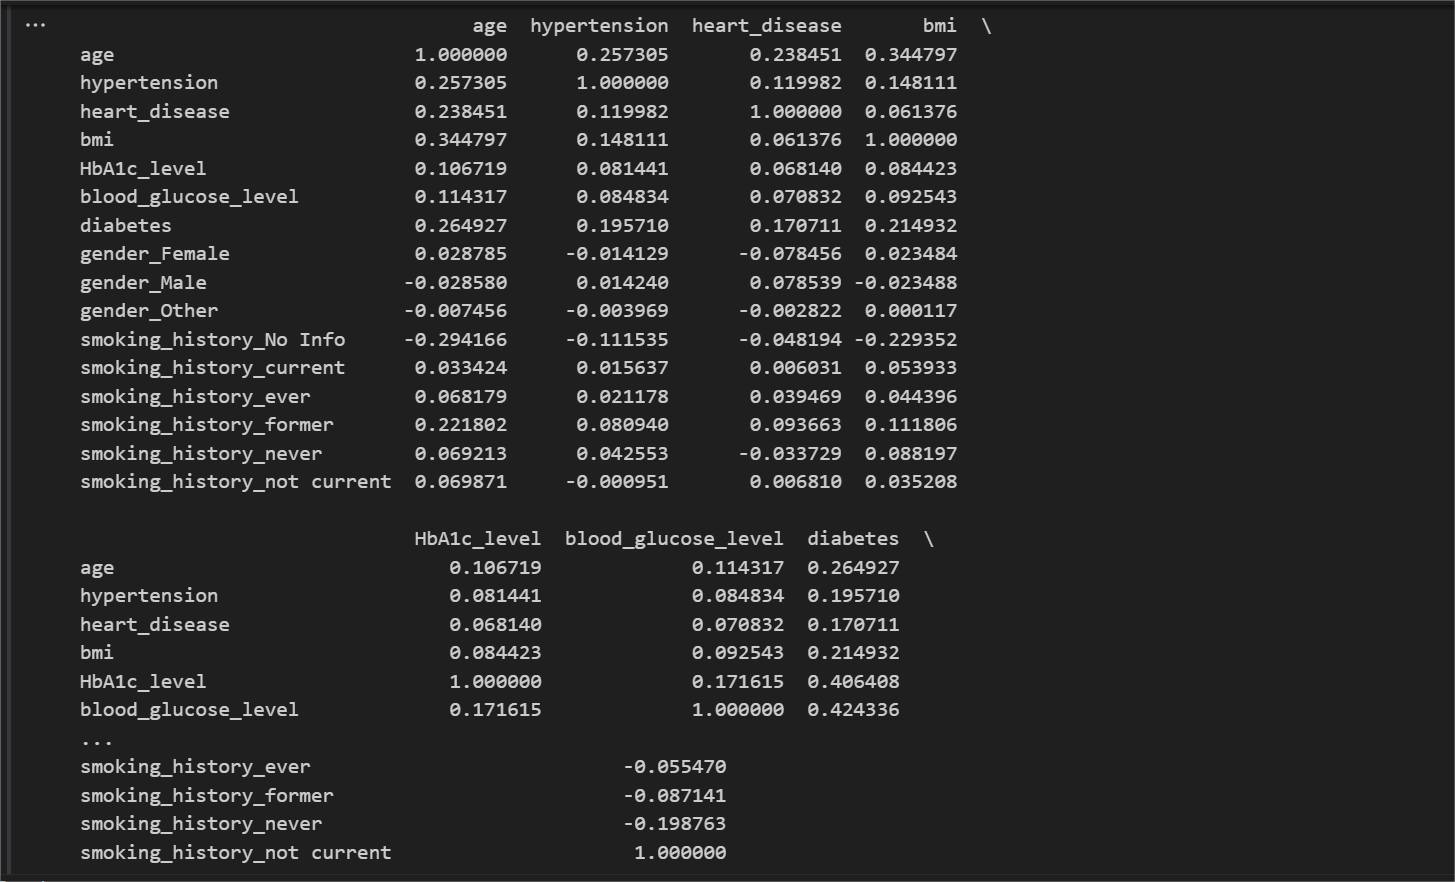 ... age hypertension heart_disease bmi \
age 1.000000 0.257305 0.238451 0.344797
hypertension 0.257305 1.000000 0.119982 0.148111
heart_disease 0.238451 0.119982 1.000000 0.061376
bmi 0.344797 0.148111 0.061376 1.000000
HbA1c_level 0.106719 0.081441 0.068140 0.084423
blood_glucose_level 0.114317 0.084834 0.070832 0.092543
diabetes 0.264927 0.195710 0.170711 0.214932
gender_Female 0.028785 -0.014129 -0.078456 0.023484
gender_Male -0.028580 0.014240 0.078539 -0.023488
gender_Other -0.007456 -0.003969 -0.002822 0.000117
smoking_history_No Info -0.294166 -0.111535 -0.048194 -0.229352
smoking_history_current 0.033424 0.015637 0.006031 0.053933
smoking_history_ever 0.068179 0.021178 0.039469 0.044396
smoking_history_former 0.221802 0.080940 0.093663 0.111806
smoking_history_never 0.069213 0.042553 -0.033729 0.088197
smoking_history_not current 0.069871 -0.000951 0.006810 0.035208
HbA1c_level blood_glucose_level diabetes \
age 0.106719 0.114317 0.264927
hypertension 0.081441 0.084834 0.195710
heart_disease 0.068140 0.070832 0.170711
bmi 0.084423 0.092543 0.214932
HbA1c_level 1.000000 0.171615 0.406408
blood_glucose_level 0.171615 1.000000 0.424336
...
smoking_history_ever -0.055470
smoking_history_former -0.087141
smoking_history_never -0.198763
smoking_history_not current 1.000000